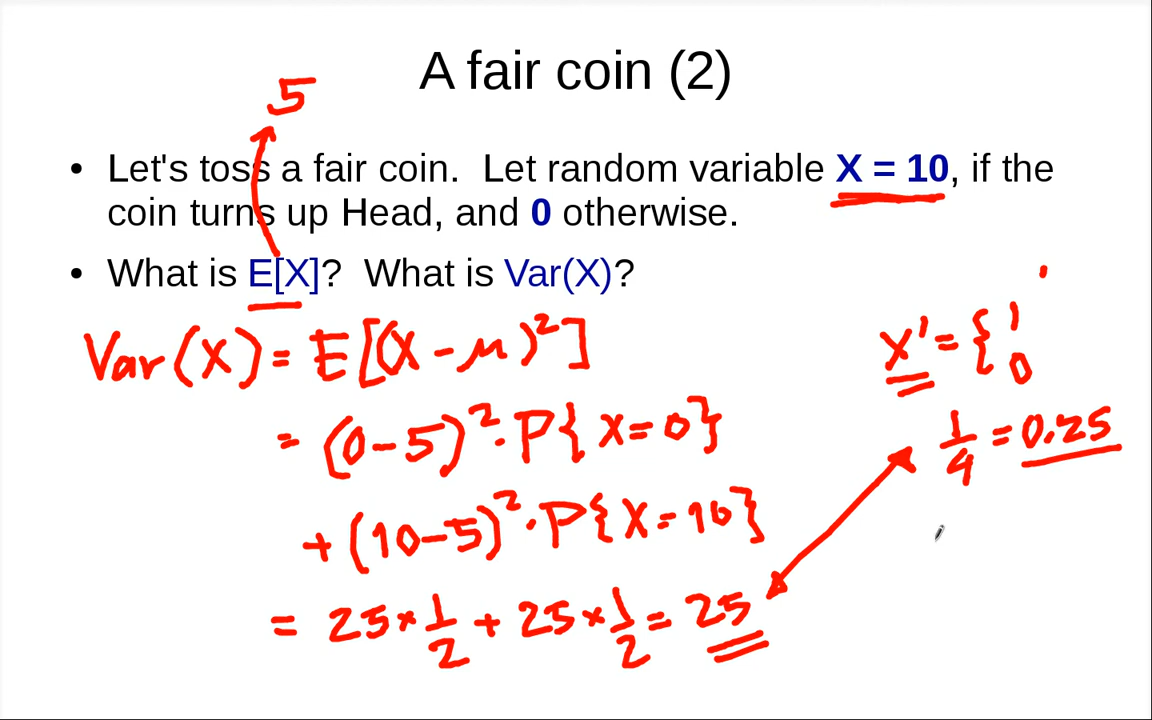 A fair coin (2)
5
• Let's toss a fair coin. Let random variable X = 10, if the
coin turns up Head, and 0 otherwise.
• What is E[X]? What is Var(X)?
Var(X) = E[(X - μ)²]
= (0-5)²·P{X=0}
+ (10-5)²·P{X=10}
= 25×1/2 + 25×1/2 = 25
X' = { 1
0
1/4 = 0.25